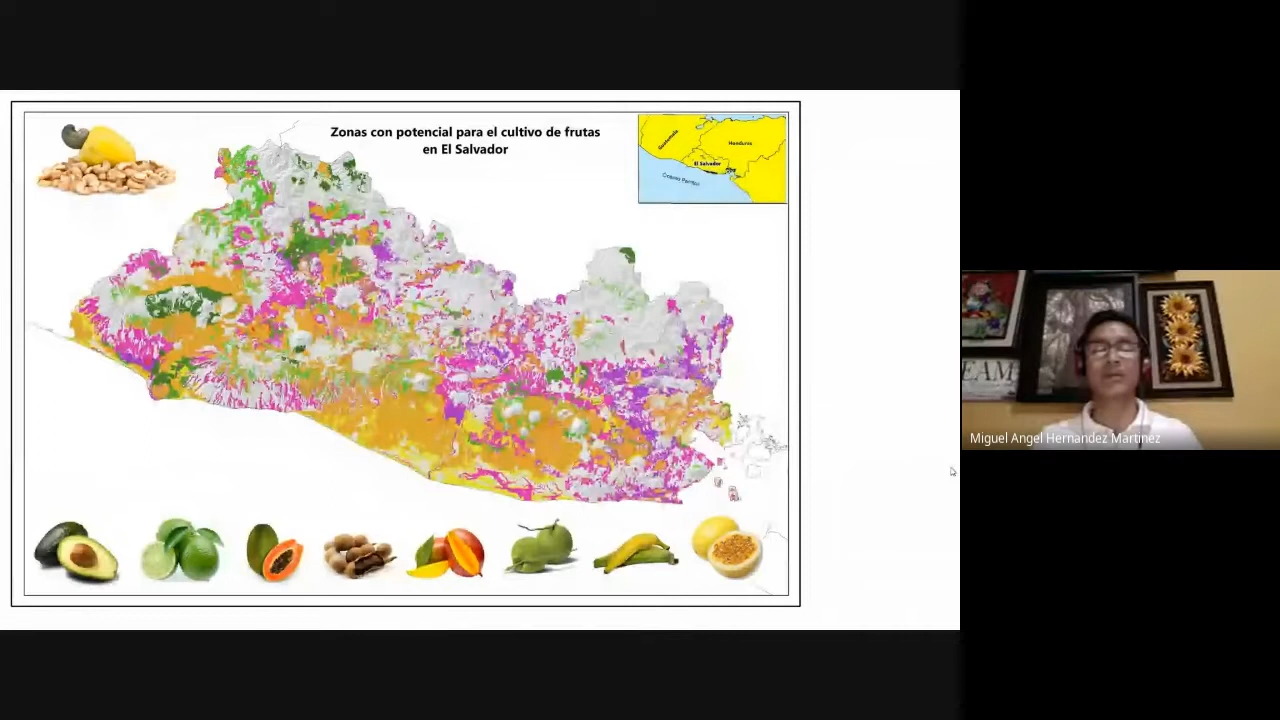 Zonas con potencial para el cultivo de frutas
en El Salvador
Guatemala
Honduras
El Salvador
Océano Pacífico
EAM
Miguel Angel Hernandez Martinez